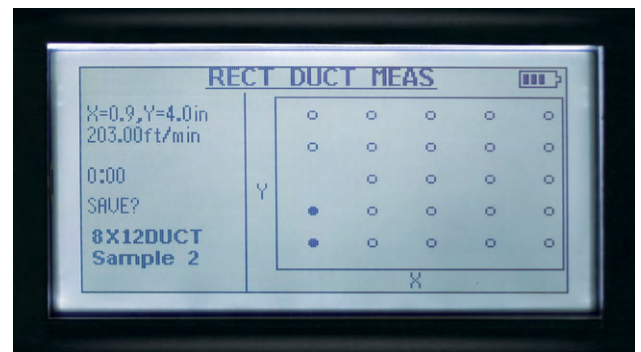 RECT DUCT MEAS
X=0.9,Y=4.0in
203.00ft/min
0:00
SAVE?
8X12DUCT
Sample 2
Y
X